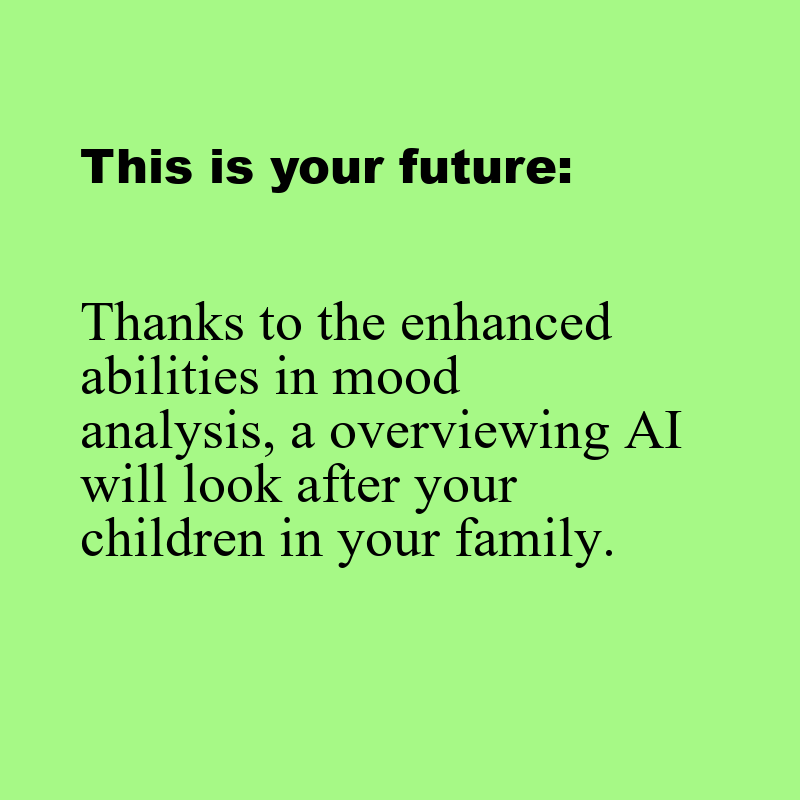 This is your future:
Thanks to the enhanced
abilities in mood
analysis, a overviewing AI
will look after your
children in your family.